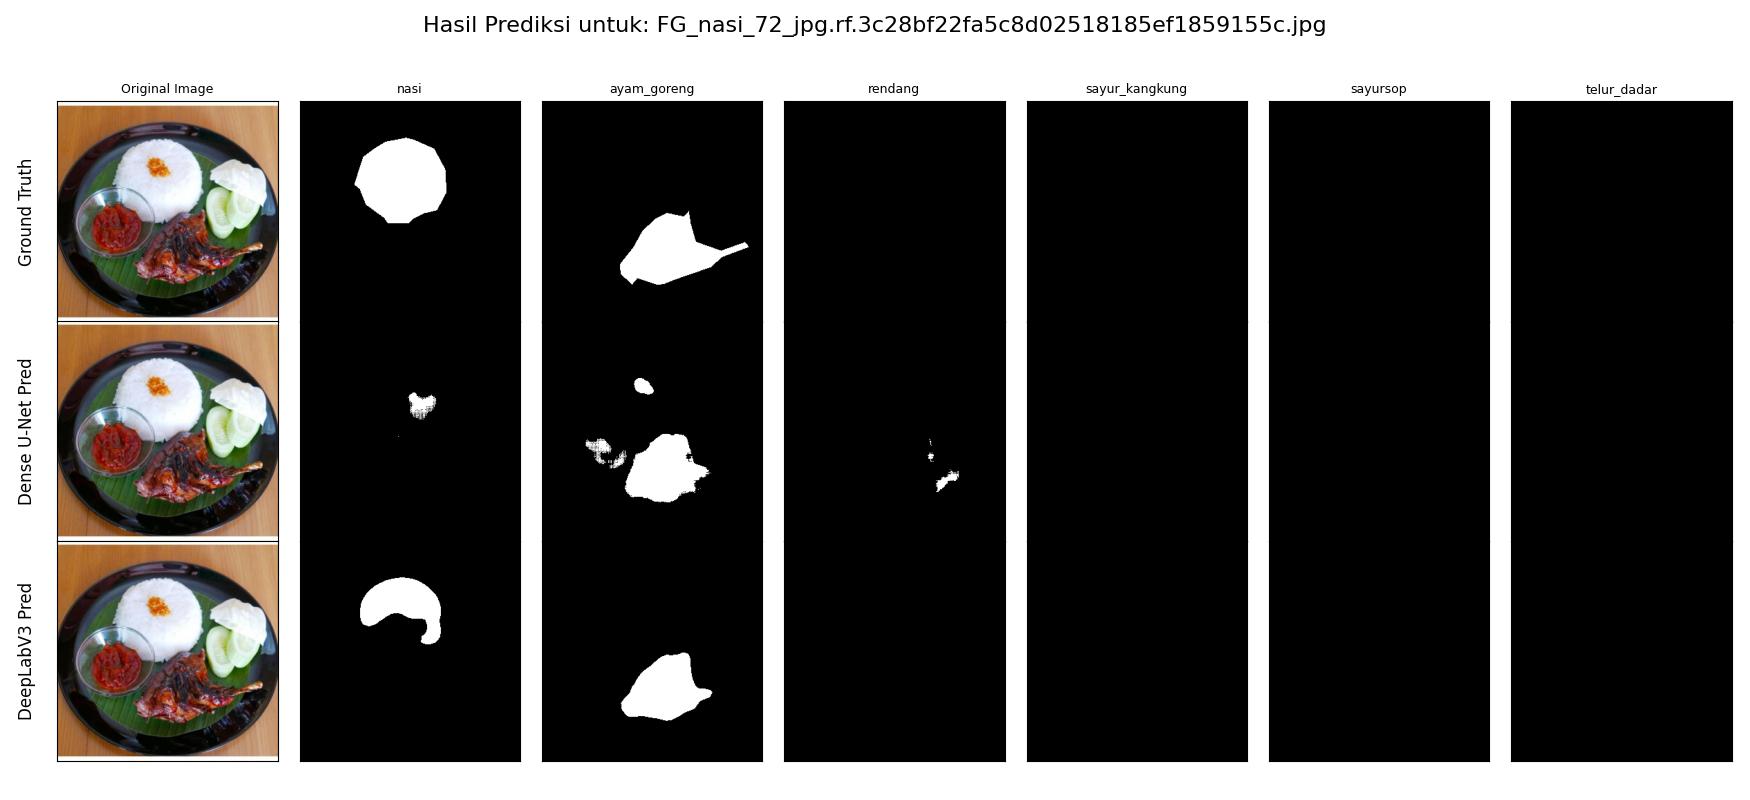 Hasil Prediksi untuk: FG_nasi_72_jpg.rf.3c28bf22fa5c8d02518185ef1859155c.jpg
Original Image
nasi
ayam_goreng
rendang
sayur_kangkung
sayursop
telur_dadar
Ground Truth
Dense U-Net Pred
DeepLabV3 Pred